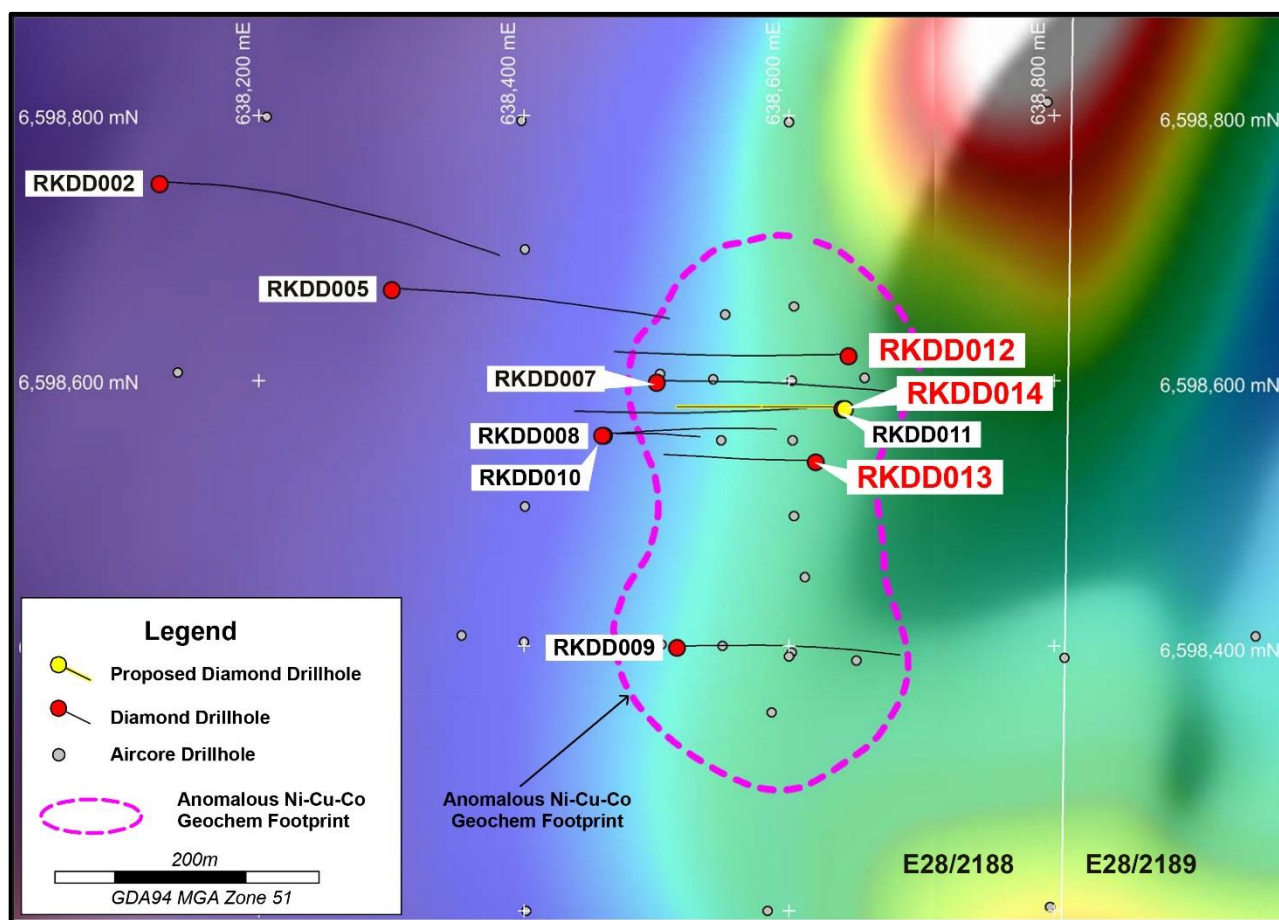 638,200 mE
638,400 mE
638,600 mE
638,800 mE
6,598,800 mN
6,598,800 mN
RKDD002
RKDD005
RKDD012
6,598,600 mN
RKDD007
6,598,600 mN
RKDD014
RKDD008
RKDD011
RKDD010
RKDD013
RKDD009
6,598,400 mN
Legend
Proposed Diamond Drillhole
Diamond Drillhole
Aircore Drillhole
Anomalous Ni-Cu-Co
Geochem Footprint
200m
GDA94 MGA Zone 51
Anomalous Ni-Cu-Co
Geochem Footprint
E28/2188
E28/2189